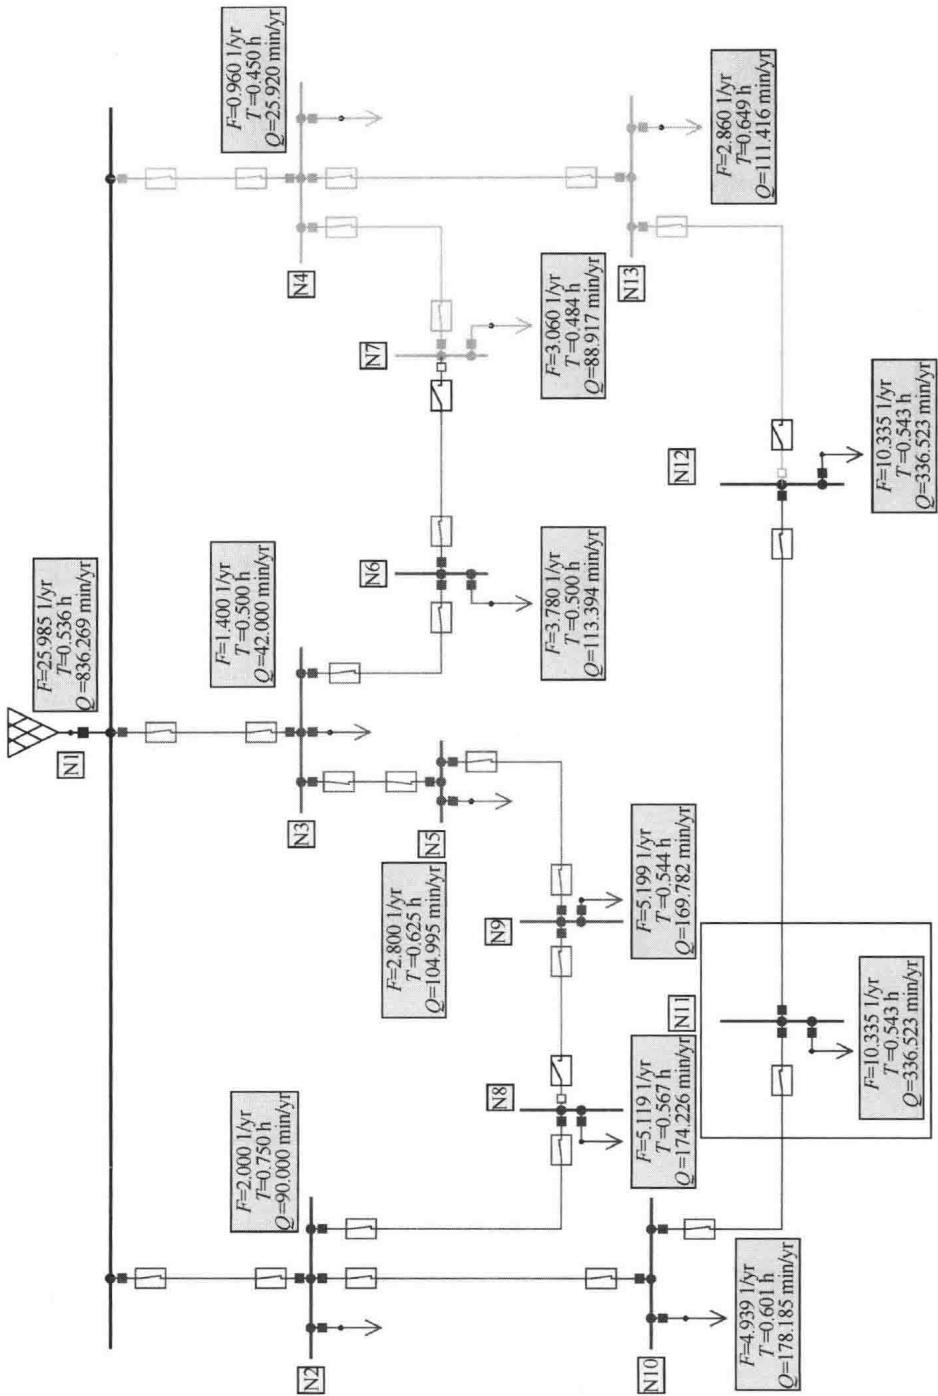 F=25.985 1/yr
T=0.536 h
Q=836.269 min/yr
N1
F=2.000 1/yr
T=0.750 h
Q=90.000 min/yr
N2
F=1.400 1/yr
T=0.500 h
Q=42.000 min/yr
N3
F=0.960 1/yr
T=0.450 h
Q=25.920 min/yr
N4
F=2.800 1/yr
T=0.625 h
Q=104.995 min/yr
N5
N6
F=3.780 1/yr
T=0.500 h
Q=113.394 min/yr
N7
F=3.060 1/yr
T=0.484 h
Q=88.917 min/yr
N8
F=5.119 1/yr
T=0.567 h
Q=174.226 min/yr
N9
F=5.199 1/yr
T=0.544 h
Q=169.782 min/yr
N10
F=4.939 1/yr
T=0.601 h
Q=178.185 min/yr
N11
F=10.335 1/yr
T=0.543 h
Q=336.523 min/yr
N12
F=10.335 1/yr
T=0.543 h
Q=336.523 min/yr
N13
F=2.860 1/yr
T=0.649 h
Q=111.416 min/yr